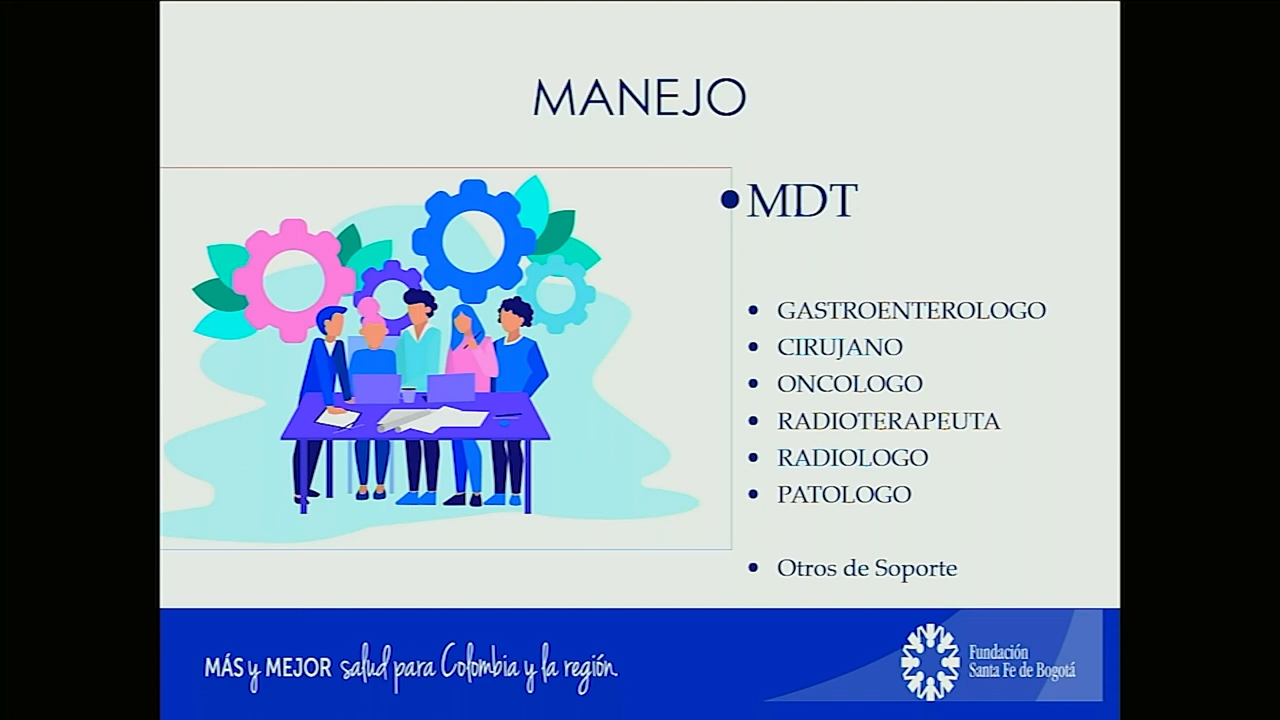 MANEJO
•MDT
• GASTROENTEROLOGO
• CIRUJANO
• ONCOLOGO
• RADIOTERAPEUTA
• RADIOLOGO
• PATOLOGO
• Otros de Soporte
MÁS y MEJOR salud para Colombia y la región.
Fundación
Santa Fe de Bogotá